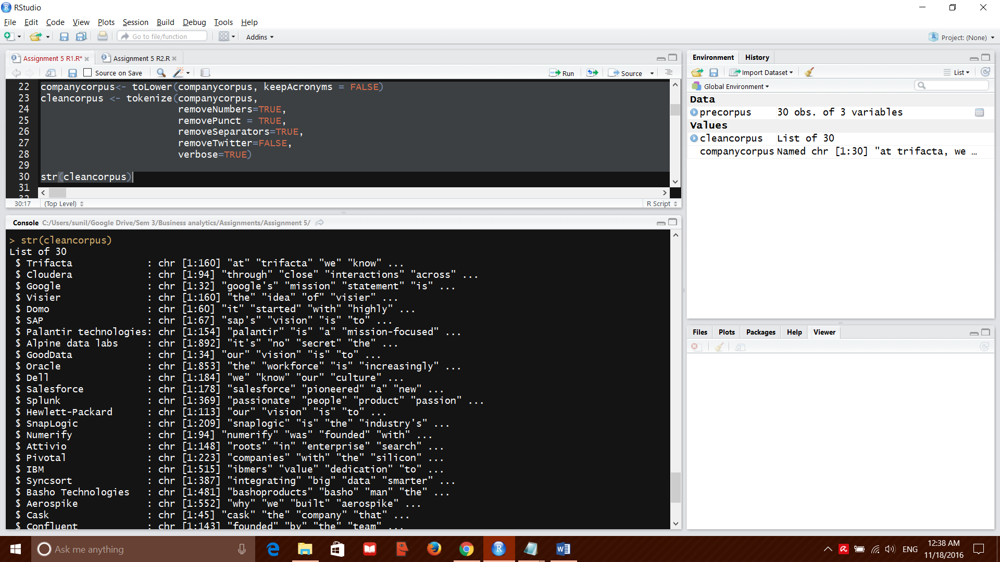 RStudio
File Edit Code View Plots Session Build Debug Tools Help
Go to file/function
Addins
Project: (None)
Assignment 5 R1.R*
Assignment 5 R2.R
Source on Save
Run
Source
22 companycorpus<- toLower(companycorpus, keepAcronyms = FALSE)
23 cleancorpus <- tokenize(companycorpus,
24 removeNumbers=TRUE,
25 removePunct = TRUE,
26 removeSeparators=TRUE,
27 removeTwitter=FALSE,
28 verbose=TRUE)
29
30 str(cleancorpus)
31
30:17 (Top Level) R Script
Console C:/Users/sunil/Google Drive/Sem 3/Business analytics/Assignments/Assignment 5/
> str(cleancorpus)
List of 30
$ Trifacta : chr [1:160] "at" "trifacta" "we" "know" ...
$ Cloudera : chr [1:94] "through" "close" "interactions" "across" ...
$ Google : chr [1:32] "google's" "mission" "statement" "is" ...
$ Visier : chr [1:160] "the" "idea" "of" "visier" ...
$ Domo : chr [1:60] "it" "started" "with" "highly" ...
$ SAP : chr [1:67] "sap's" "vision" "is" "to" ...
$ Palantir technologies: chr [1:154] "palantir" "is" "a" "mission-focused" ...
$ Alpine data labs : chr [1:892] "it's" "no" "secret" "the" ...
$ GoodData : chr [1:34] "our" "vision" "is" "to" ...
$ Oracle : chr [1:853] "the" "workforce" "is" "increasingly" ...
$ Dell : chr [1:184] "we" "know" "our" "culture" ...
$ Salesforce : chr [1:178] "salesforce" "pioneered" "a" "new" ...
$ Splunk : chr [1:369] "passionate" "people" "product" "passion" ...
$ Hewlett-Packard : chr [1:113] "our" "vision" "is" "to" ...
$ SnapLogic : chr [1:209] "snaplogic" "is" "the" "industry's" ...
$ Numerify : chr [1:94] "numerify" "was" "founded" "with" ...
$ Attivio : chr [1:148] "roots" "in" "enterprise" "search" ...
$ Pivotal : chr [1:223] "companies" "with" "the" "silicon" ...
$ IBM : chr [1:515] "ibmers" "value" "dedication" "to" ...
$ Syncsort : chr [1:387] "integrating" "big" "data" "smarter" ...
$ Basho Technologies : chr [1:481] "bashoproducts" "basho" "man" "the" ...
$ Aerospike : chr [1:552] "why" "we" "built" "aerospike" ...
$ Cask : chr [1:45] "cask" "the" "company" "that" ...
$ Confluent : chr [1:143] "founded" "by" "the" "team" ...
Environment History
Import Dataset
List
Global Environment
Data
precorpus 30 obs. of 3 variables
Values
cleancorpus List of 30
companycorpus Named chr [1:30] "at trifacta, we …
Files Plots Packages Help Viewer
Ask me anything
ENG
12:38 AM
11/18/2016